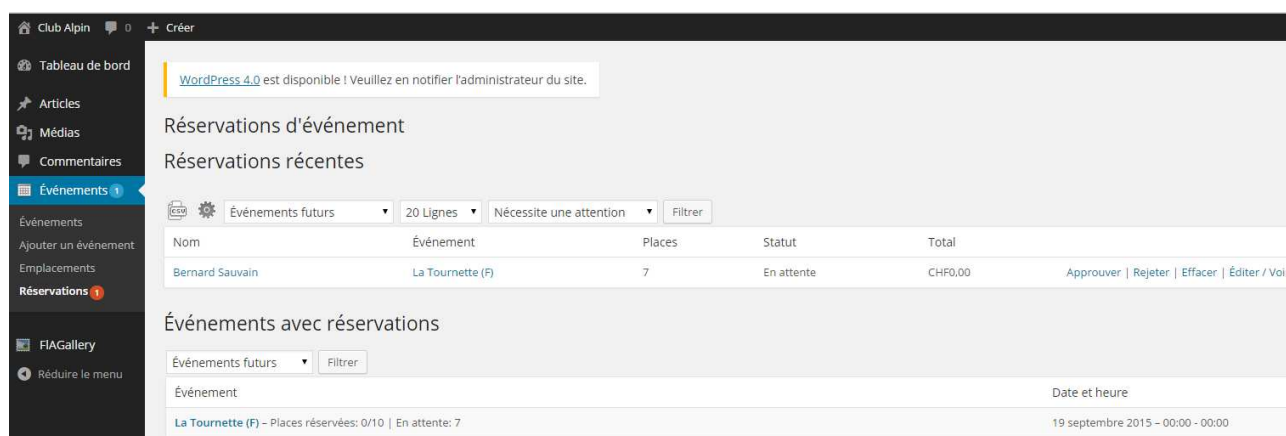 Club Alpin 0 + Créer
Tableau de bord
Articles
Médias
Commentaires
Événements 1
Événements
Ajouter un événement
Emplacements
Réservations 1
FlAGallery
Réduire le menu
WordPress 4.0 est disponible ! Veuillez en notifier l'administrateur du site.
Réservations d'événement
Réservations récentes
CSV Événements futurs 20 Lignes Nécessite une attention Filtrer
Nom Événement Places Statut Total
Bernard Sauvain La Tournette (F) 7 En attente CHF0,00 Approuver | Rejeter | Effacer | Éditer / Voi
Événements avec réservations
Événements futurs Filtrer
Événement Date et heure
La Tournette (F) – Places réservées: 0/10 | En attente: 7 19 septembre 2015 – 00:00 - 00:00